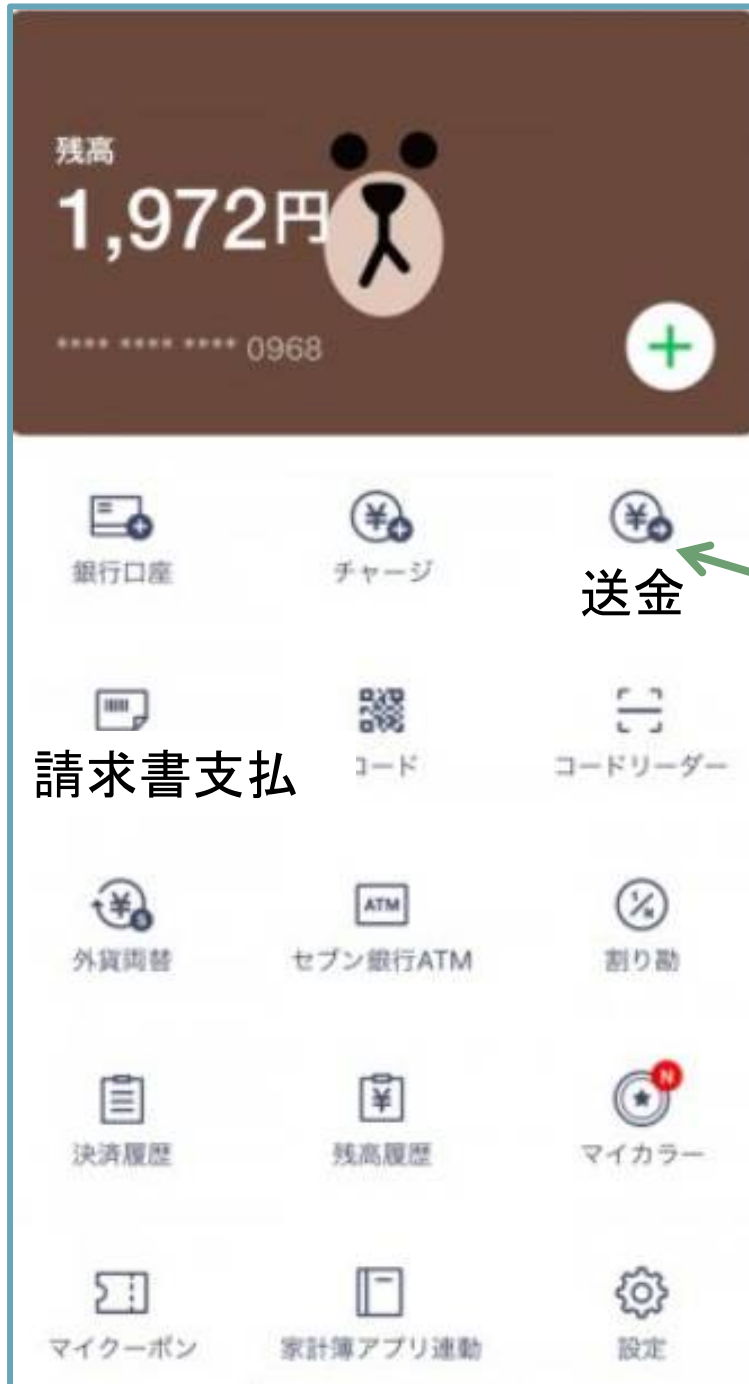 残高
1,972円
**** **** **** 0968
銀行口座
チャージ
送金
請求書支払
コード
コードリーダー
ATM
外貨両替
セブン銀行ATM
割り勘
N
決済履歴
残高履歴
マイカラー
マイクーポン
家計簿アプリ連動
設定